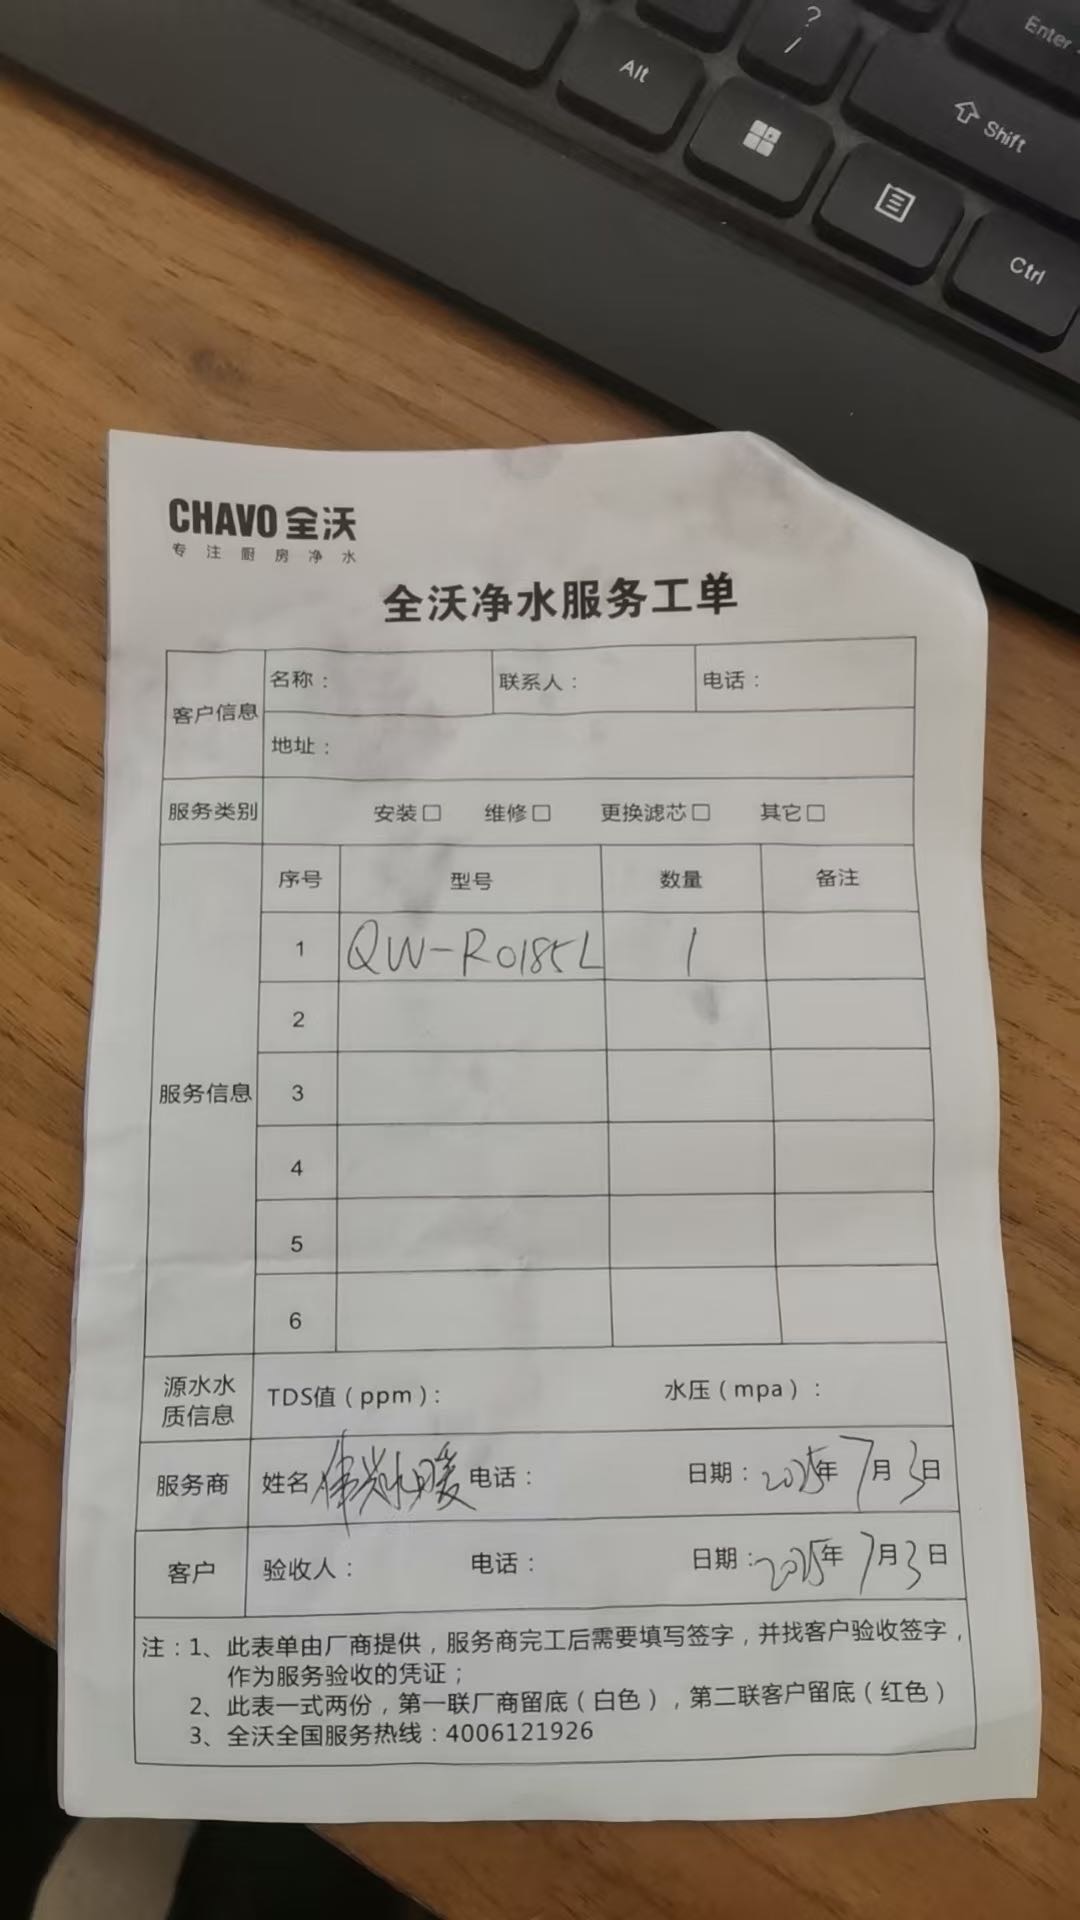 ?
/
Enter
Alt
Shift
Ctrl
CHAVO 全沃
专注厨房净水
全沃净水服务工单
客户信息 名称： 联系人： 电话：
地址：
服务类别 安装□ 维修□ 更换滤芯□ 其它□
服务信息 序号 型号 数量 备注
1 QW-R0185L 1
2
3
4
5
6
源水水质信息 TDS值（ppm）： 水压（mpa）：
服务商 姓名 电话： 日期：2025年7月3日
客户 验收人： 电话： 日期：2025年7月3日
注：1、此表单由厂商提供，服务商完工后需要填写签字，并找客户验收签字，
作为服务验收的凭证；
2、此表一式两份，第一联厂商留底（白色），第二联客户留底（红色）
3、全沃全国服务热线：4006121926